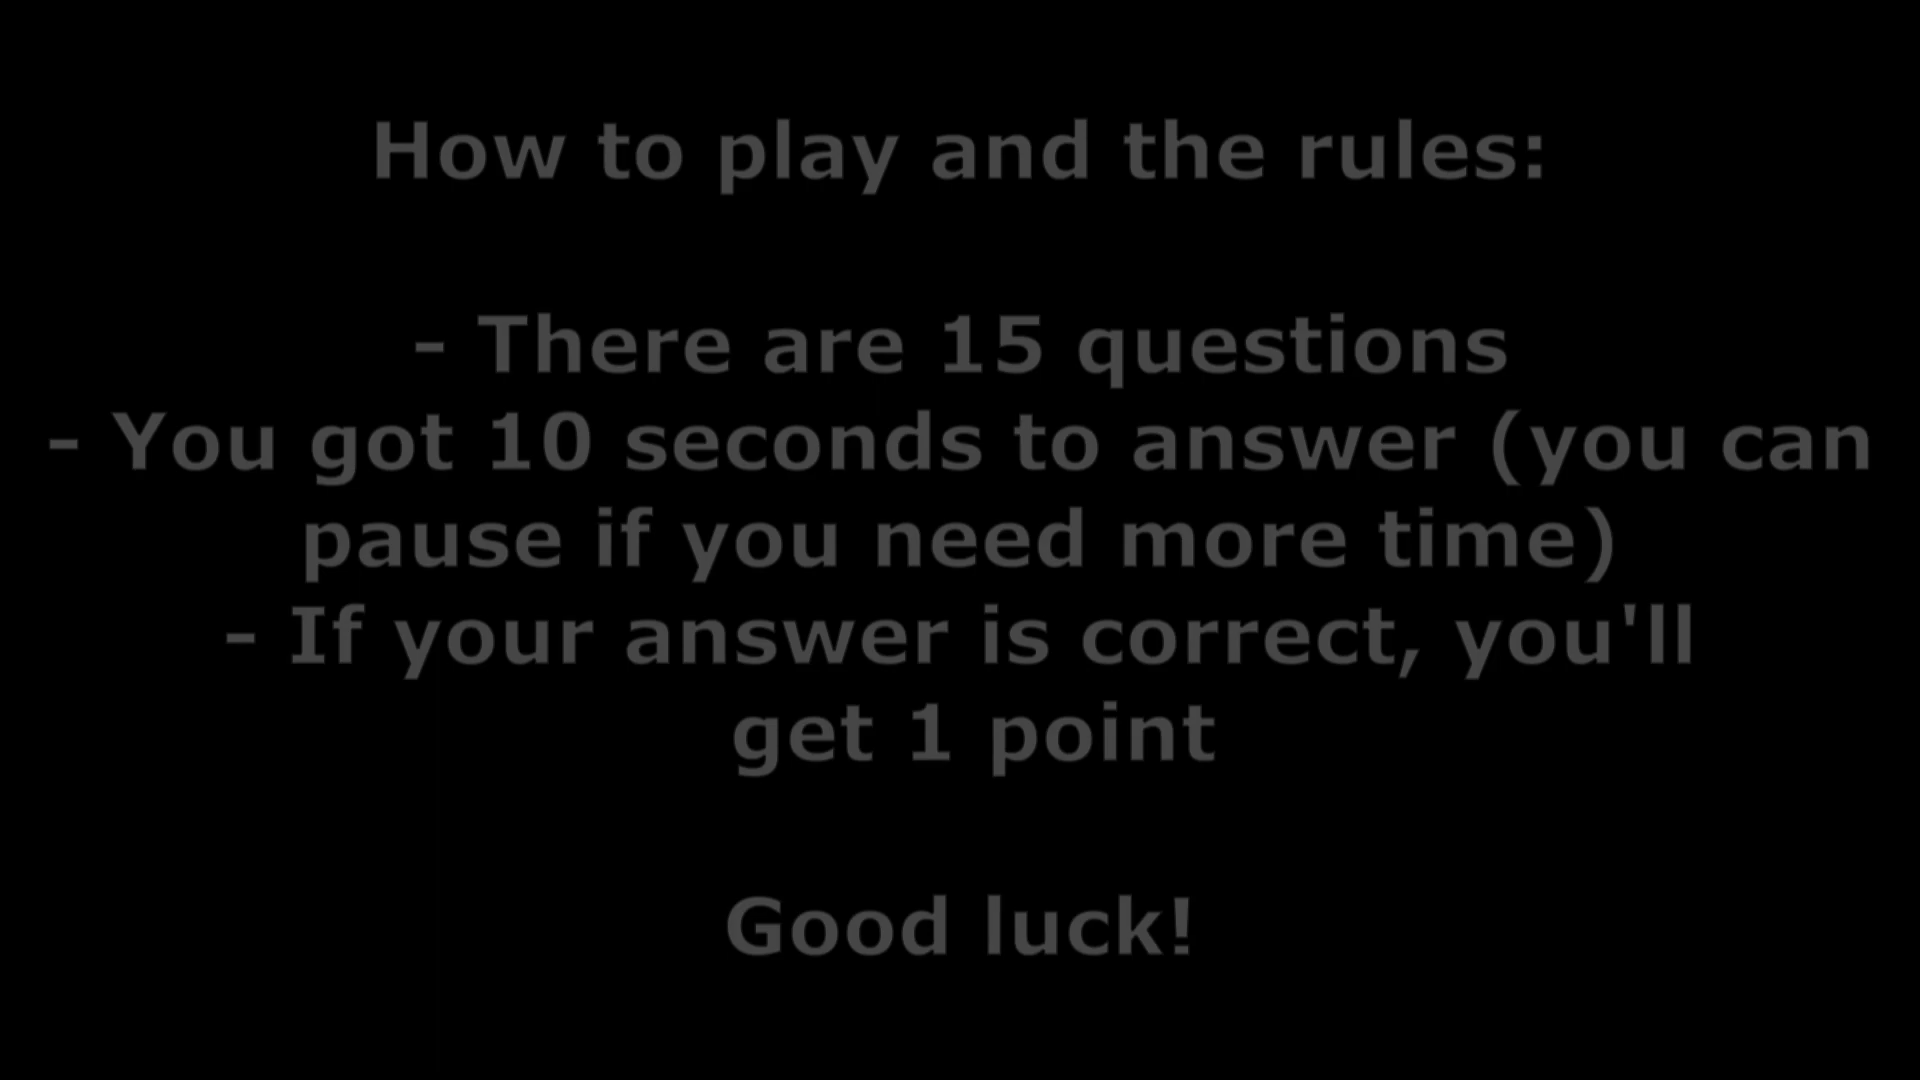 How to play and the rules:
- There are 15 questions
- You got 10 seconds to answer (you can
pause if you need more time)
- If your answer is correct, you'll
get 1 point
Good luck!